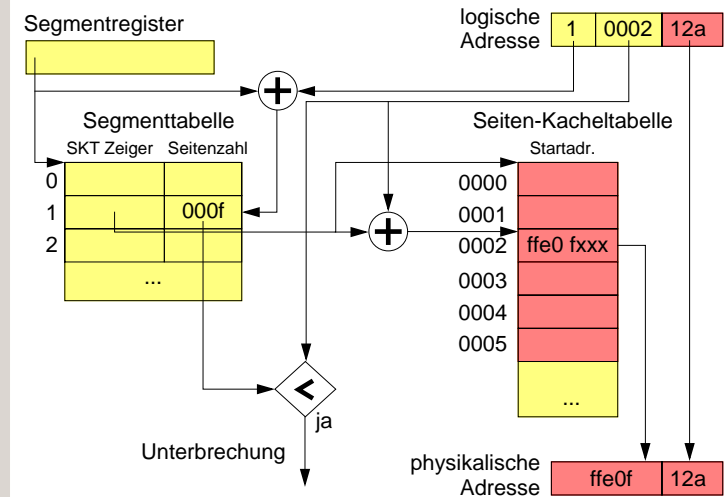 Segmentregister
logische
Adresse
1 0002 12a
Segmenttabelle
SKT Zeiger Seitenzahl
0
1 000f
2
...
Seiten-Kacheltabelle
Startadr.
0000
0001
0002 ffe0 fxxx
0003
0004
0005
...
<
ja
Unterbrechung
physikalische
Adresse
ffe0f 12a